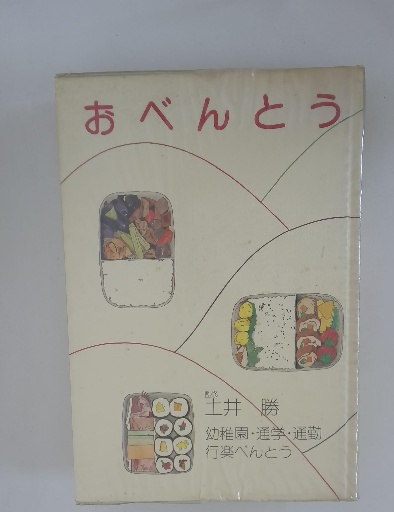 おべんとう
土井 勝
幼稚園・通学・通勤
行楽べんとう